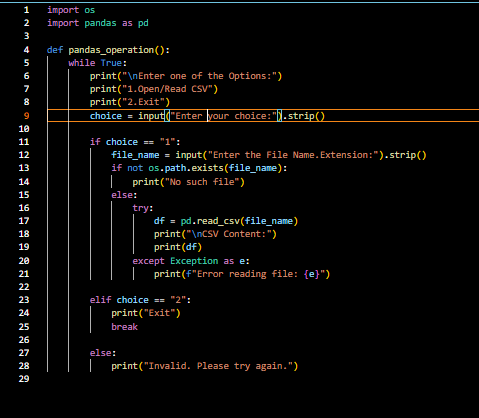 1 import os
2 import pandas as pd
3
4 def pandas_operation():
5     while True:
6         print("\nEnter one of the Options:")
7         print("1.Open/Read CSV")
8         print("2.Exit")
9         choice = input("Enter your choice:").strip()
10
11         if choice == "1":
12             file_name = input("Enter the File Name.Extension:").strip()
13             if not os.path.exists(file_name):
14                 print("No such file")
15             else:
16                 try:
17                     df = pd.read_csv(file_name)
18                     print("\nCSV Content:")
19                     print(df)
20                 except Exception as e:
21                     print(f"Error reading file: {e}")
22
23         elif choice == "2":
24             print("Exit")
25             break
26
27         else:
28             print("Invalid. Please try again.")
29